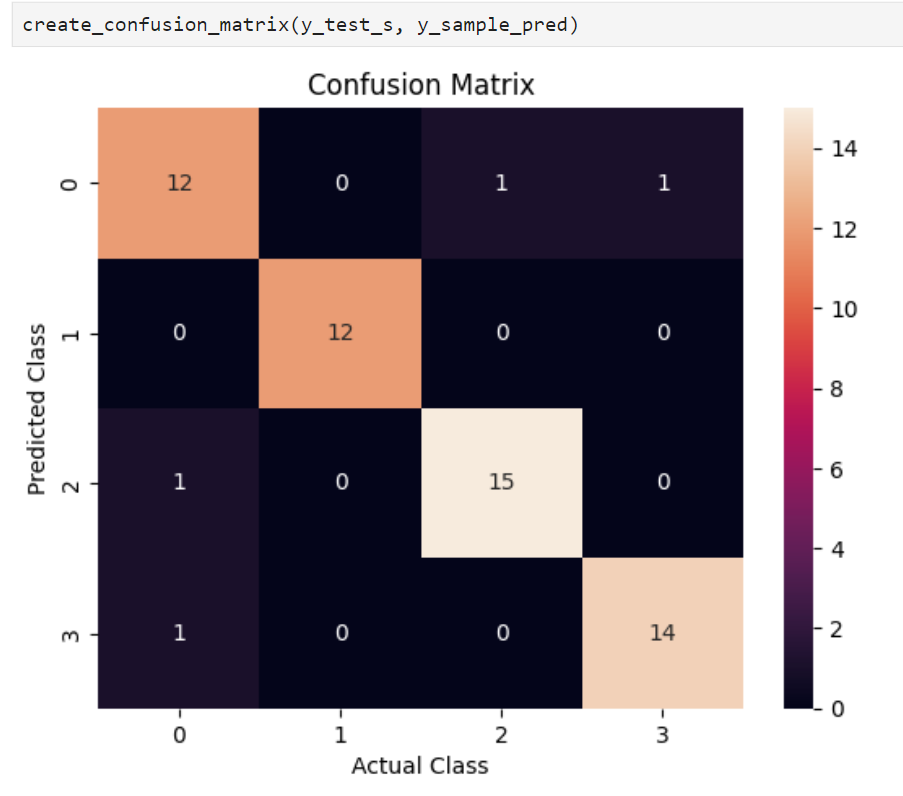 create_confusion_matrix(y_test_s, y_sample_pred)
Confusion Matrix
0 12 0 1 1
1 0 12 0 0
2 1 0 15 0
3 1 0 0 14
0 1 2 3
Predicted Class
Actual Class
14
12
10
8
6
4
2
0